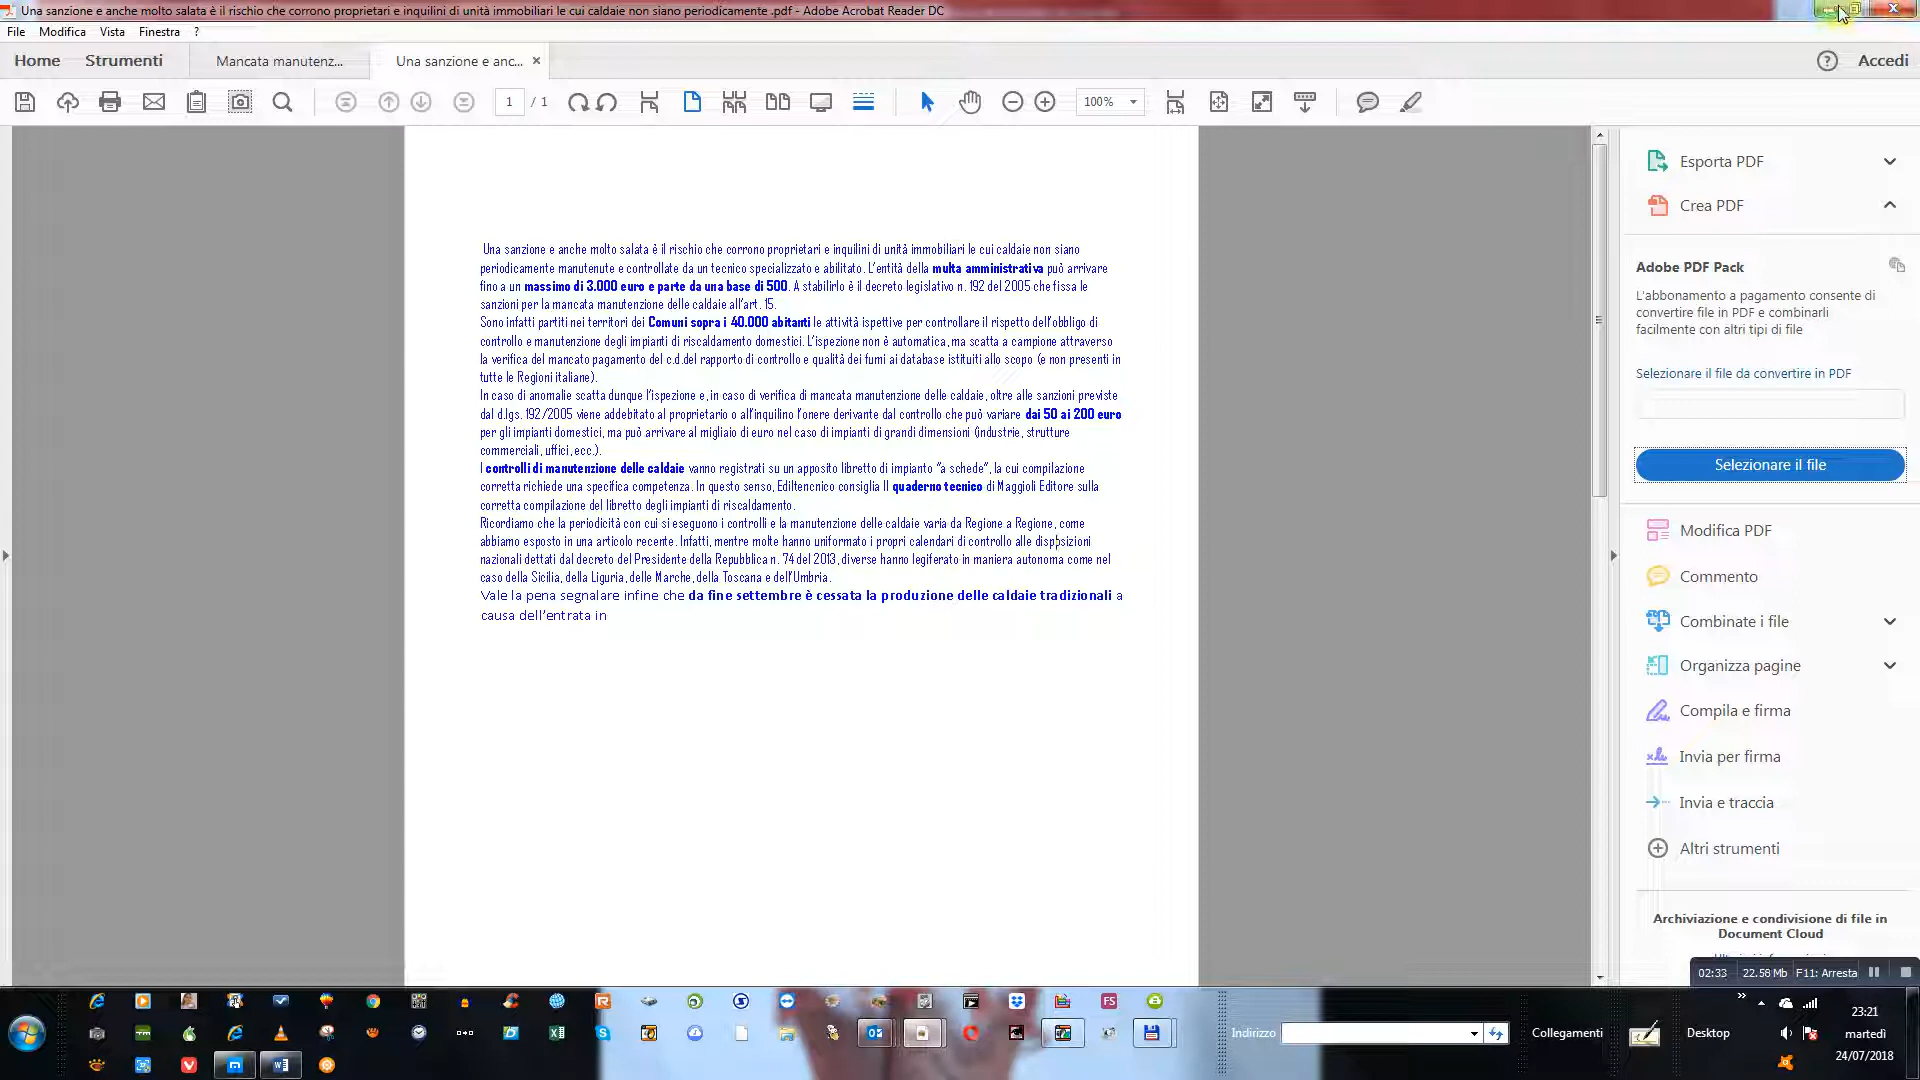 Una sanzione e anche molto salata è il rischio che corrono proprietari e inquilini di unità immobiliari le cui caldaie non siano periodicamente .pdf - Adobe Acrobat Reader DC
File Modifica Vista Finestra ?
Home Strumenti Mancata manutenz... Una sanzione e anc... Accedi
1 / 1 100%
Una sanzione e anche molto salata è il rischio che corrono proprietari e inquilini di unità immobiliari le cui caldaie non siano
periodicamente manutenute e controllate da un tecnico specializzato e abilitato. L'entità della multa amministrativa può arrivare
fino a un massimo di 3.000 euro e parte da una base di 500. A stabilirlo è il decreto legislativo n. 192 del 2005 che fissa le
sanzioni per la mancata manutenzione delle caldaie all'art. 15.
Sono infatti partiti nei territori dei Comuni sopra i 40.000 abitanti le attività ispettive per controllare il rispetto dell'obbligo di
controllo e manutenzione degli impianti di riscaldamento domestici. L'ispezione non è automatica, ma scatta a campione attraverso
la verifica del mancato pagamento del c.d.del rapporto di controllo e qualità dei fumi ai database istituiti allo scopo (e non presenti in
tutte le Regioni italiane).
In caso di anomalie scatta dunque l'ispezione e, in caso di verifica di mancata manutenzione delle caldaie, oltre alle sanzioni previste
dal d.lgs. 192/2005 viene addebitato al proprietario o all'inquilino l'onere derivante dal controllo che può variare dai 50 ai 200 euro
per gli impianti domestici, ma può arrivare al migliaio di euro nel caso di impianti di grandi dimensioni (industrie, strutture
commerciali, uffici, ecc.).
I controlli di manutenzione delle caldaie vanno registrati su un apposito libretto di impianto "a schede", la cui compilazione
corretta richiede una specifica competenza. In questo senso, Ediltencnico consiglia Il quaderno tecnico di Maggioli Editore sulla
corretta compilazione del libretto degli impianti di riscaldamento.
Ricordiamo che la periodicità con cui si eseguono i controlli e la manutenzione delle caldaie varia da Regione a Regione, come
abbiamo esposto in una articolo recente. Infatti, mentre molte hanno uniformato i propri calendari di controllo alle disposizioni
nazionali dettati dal decreto del Presidente della Repubblica n. 74 del 2013, diverse hanno legiferato in maniera autonoma come nel
caso della Sicilia, della Liguria, delle Marche, della Toscana e dell'Umbria.
Vale la pena segnalare infine che da fine settembre è cessata la produzione delle caldaie tradizionali a
causa dell'entrata in
Esporta PDF
Crea PDF
Adobe PDF Pack
L'abbonamento a pagamento consente di
convertire file in PDF e combinarli
facilmente con altri tipi di file
Selezionare il file da convertire in PDF
Selezionare il file
Modifica PDF
Commento
Combinate i file
Organizza pagine
Compila e firma
Invia per firma
Invia e traccia
Altri strumenti
Archiviazione e condivisione di file in
Document Cloud
02:33 22.58 Mb F11: Arresta
Indirizzo Collegamenti Desktop
23:21
martedì
24/07/2018